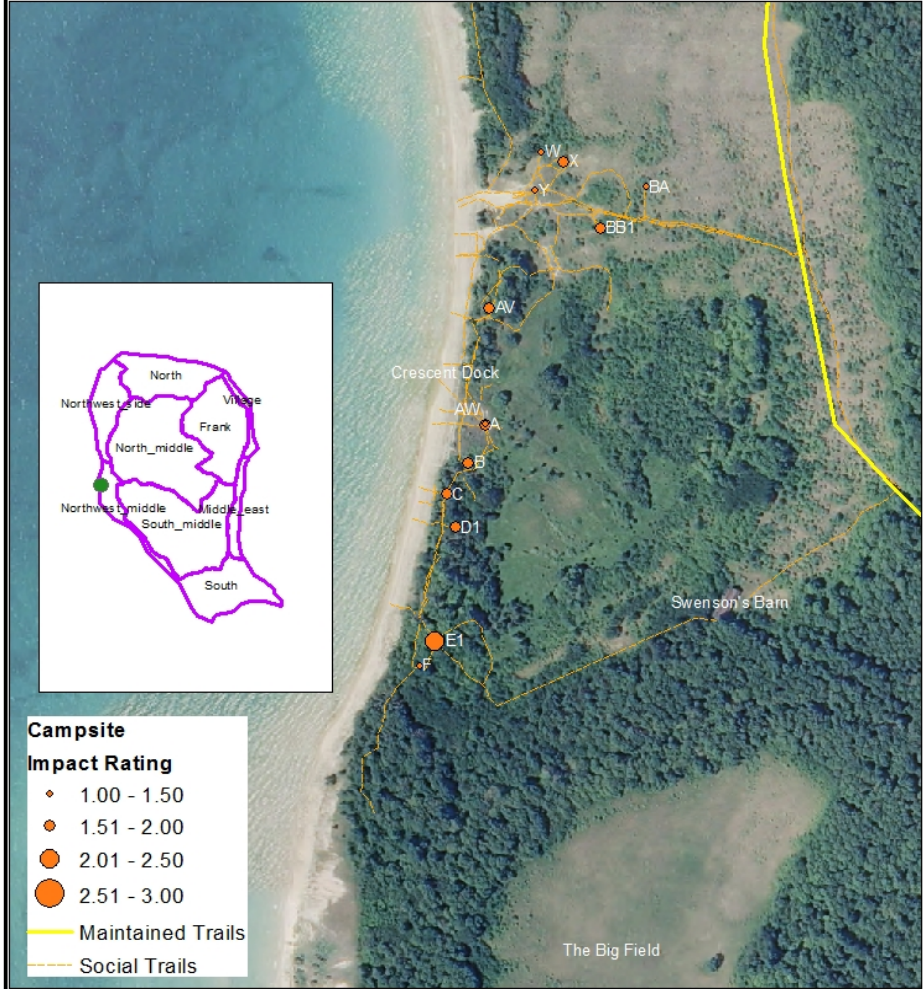 W
X
Y
BA
BB1
AV
Crescent Dock
AW
A
B
C
D1
Swenson's Barn
E1
F
The Big Field
North
Northwest_side
Village
Frank
North_middle
Northwest_middle
Middle_east
South_middle
South
Campsite
Impact Rating
1.00 - 1.50
1.51 - 2.00
2.01 - 2.50
2.51 - 3.00
Maintained Trails
Social Trails